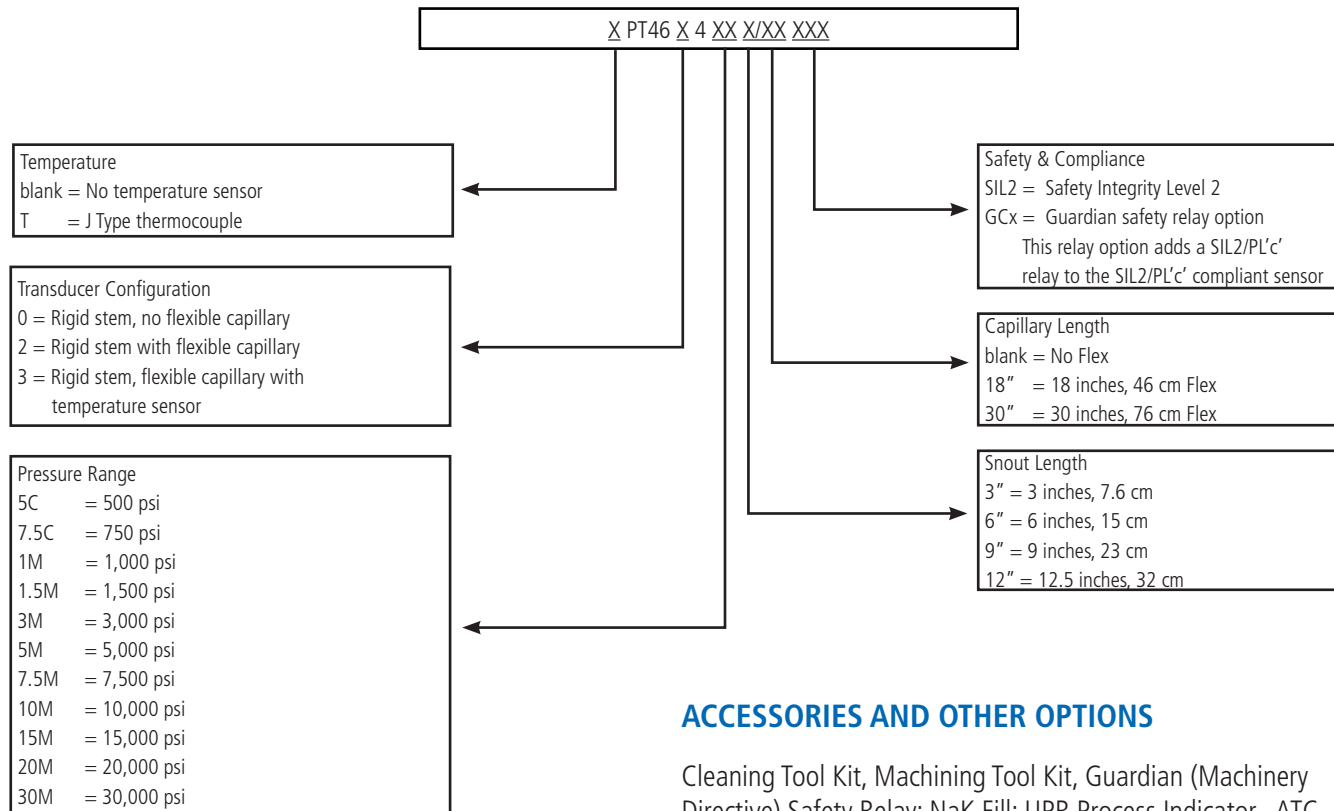 X PT46 X 4 XX X/XX XXX
Temperature
blank = No temperature sensor
T = J Type thermocouple
Transducer Configuration
0 = Rigid stem, no flexible capillary
2 = Rigid stem with flexible capillary
3 = Rigid stem, flexible capillary with
temperature sensor
Pressure Range
5C = 500 psi
7.5C = 750 psi
1M = 1,000 psi
1.5M = 1,500 psi
3M = 3,000 psi
5M = 5,000 psi
7.5M = 7,500 psi
10M = 10,000 psi
15M = 15,000 psi
20M = 20,000 psi
30M = 30,000 psi
Safety & Compliance
SIL2 = Safety Integrity Level 2
GCx = Guardian safety relay option
This relay option adds a SIL2/PL’c’
relay to the SIL2/PL’c’ compliant sensor
Capillary Length
blank = No Flex
18” = 18 inches, 46 cm Flex
30” = 30 inches, 76 cm Flex
Snout Length
3” = 3 inches, 7.6 cm
6” = 6 inches, 15 cm
9” = 9 inches, 23 cm
12” = 12.5 inches, 32 cm
ACCESSORIES AND OTHER OPTIONS
Cleaning Tool Kit, Machining Tool Kit, Guardian (Machinery
Directive) Safety Relay; NaK Fill; UPR Process Indicator, ATC